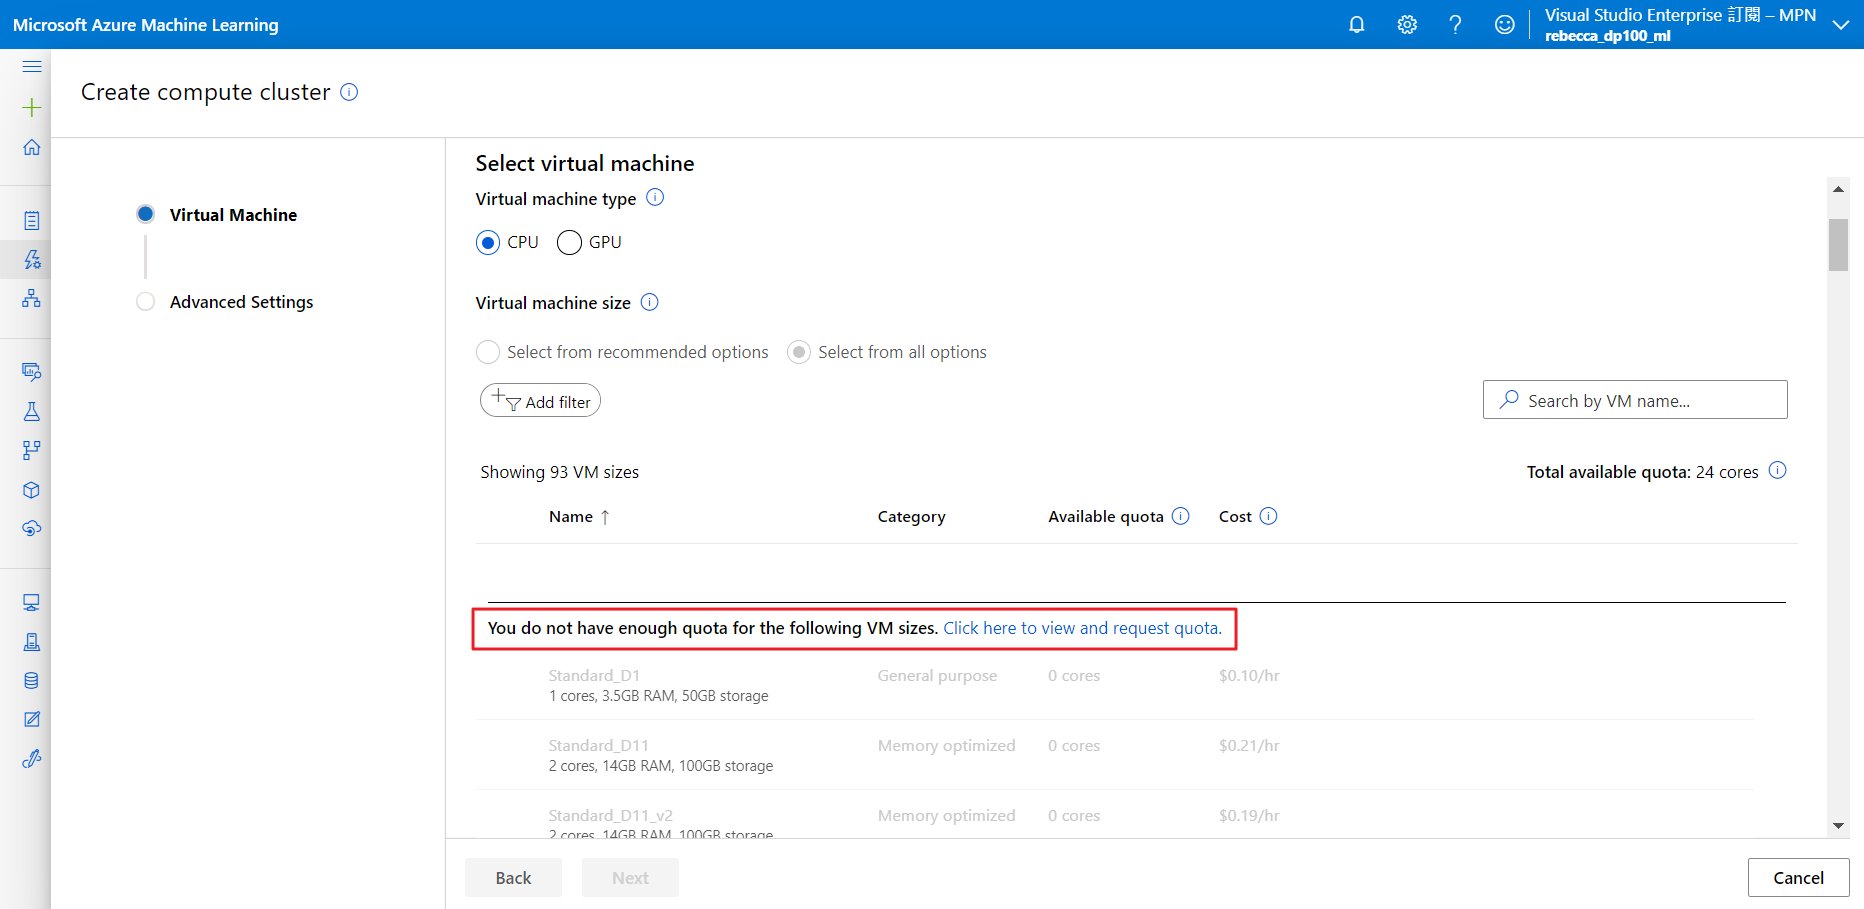 Microsoft Azure Machine Learning
Visual Studio Enterprise 訂閱 – MPN
rebecca_dp100_ml
Create compute cluster
Virtual Machine
Advanced Settings
Select virtual machine
Virtual machine type
CPU GPU
Virtual machine size
Select from recommended options Select from all options
Add filter
Search by VM name...
Showing 93 VM sizes
Total available quota: 24 cores
Name ↑ Category Available quota Cost
You do not have enough quota for the following VM sizes. Click here to view and request quota.
Standard_D1 General purpose 0 cores $0.10/hr
1 cores, 3.5GB RAM, 50GB storage
Standard_D11 Memory optimized 0 cores $0.21/hr
2 cores, 14GB RAM, 100GB storage
Standard_D11_v2 Memory optimized 0 cores $0.19/hr
2 cores, 14GB RAM, 100GB storage
Back Next Cancel